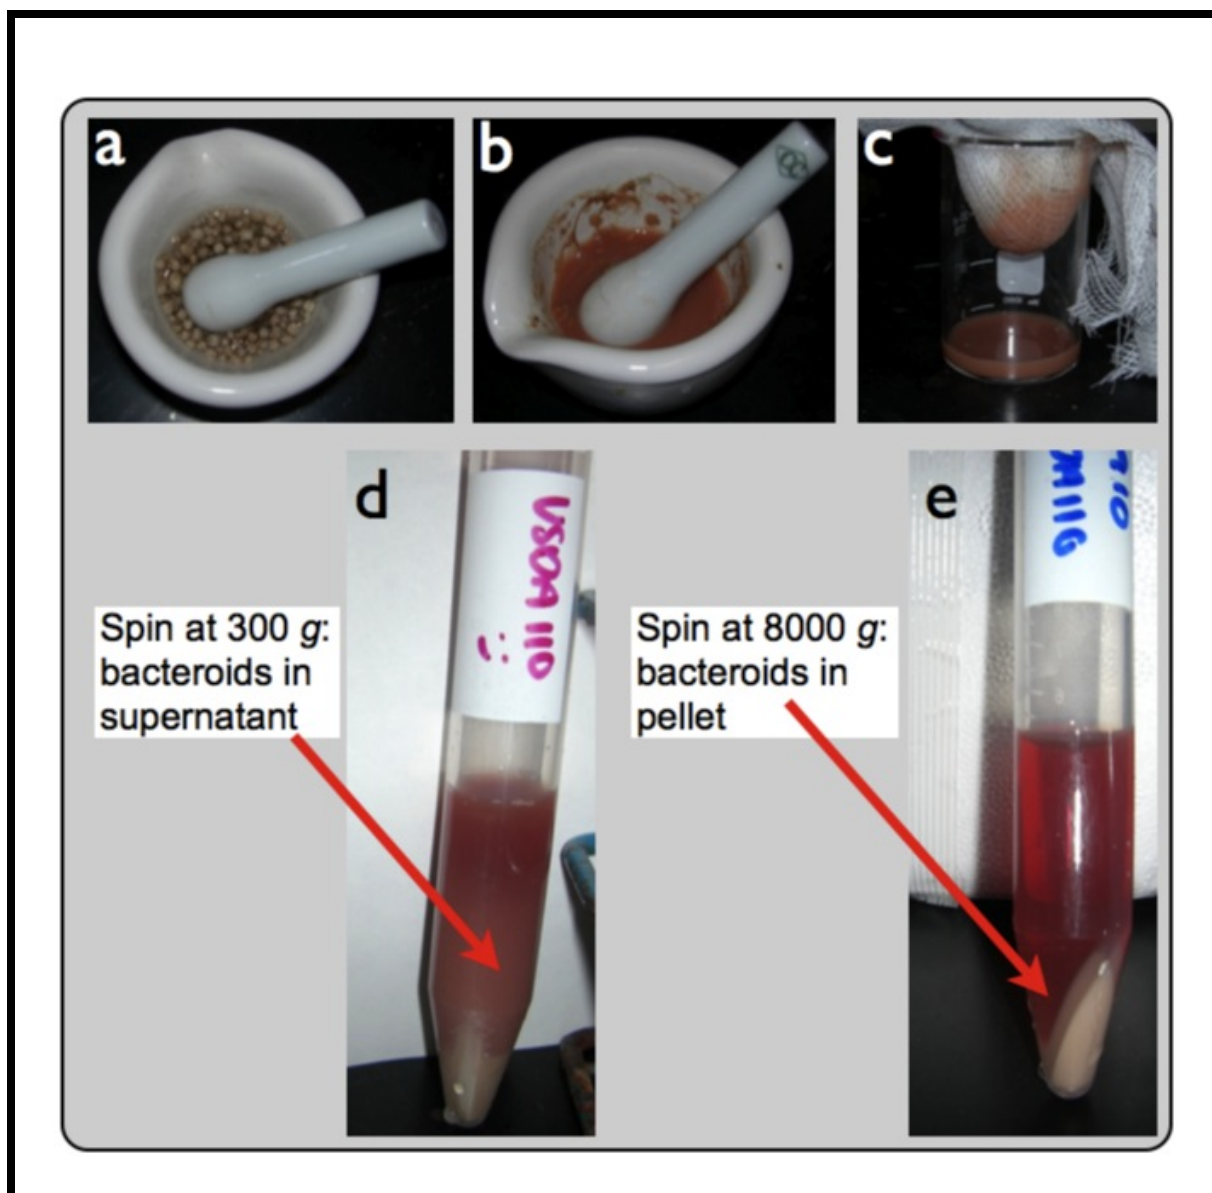 a
b
c
d
USDA 110
:)
e
Spin at 300 g:
bacteroids in
supernatant
Spin at 8000 g:
bacteroids in
pellet